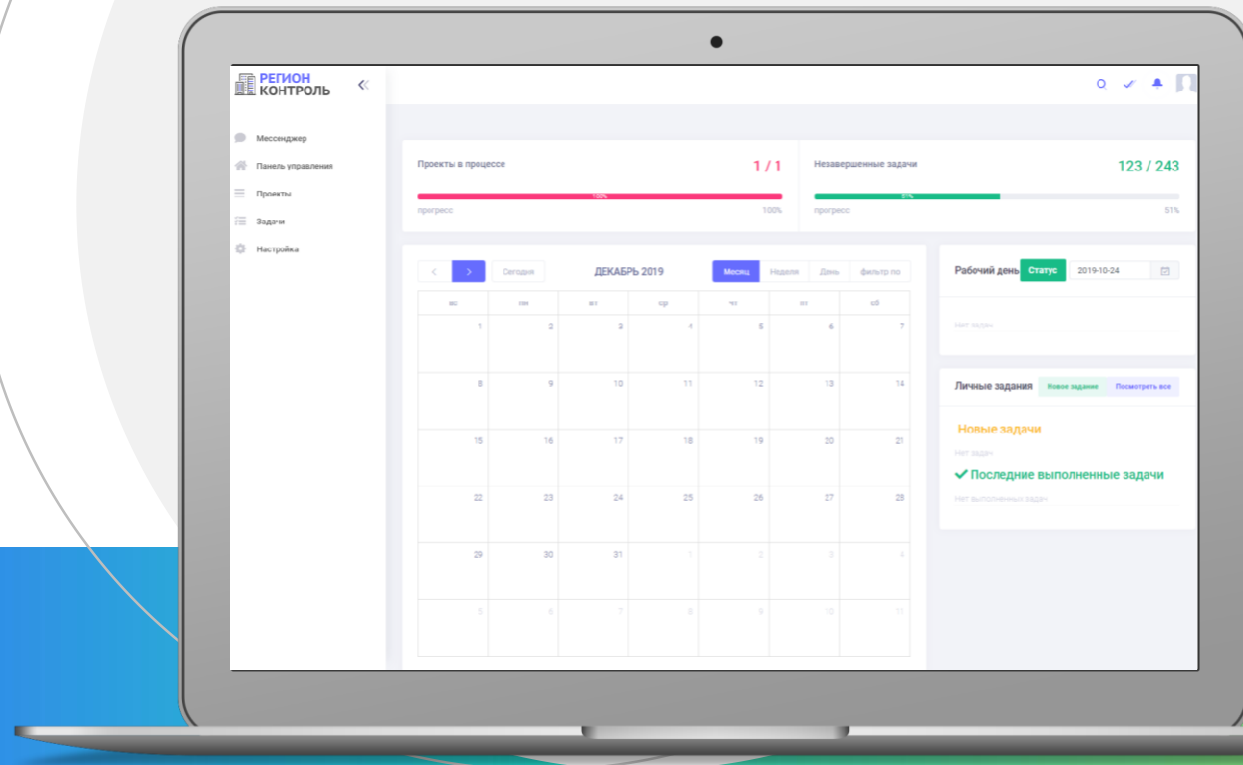 РЕГИОН
КОНТРОЛЬ
Мессенджер
Панель управления
Проекты
Задачи
Настройка
Проекты в процессе 1 / 1
100%
прогресс 100%
Незавершенные задачи 123 / 243
51%
прогресс 51%
Сегодня ДЕКАБРЬ 2019 Месяц Неделя День фильтр по
вс пн вт ср чт пт сб
1 2 3 4 5 6 7
8 9 10 11 12 13 14
15 16 17 18 19 20 21
22 23 24 25 26 27 28
29 30 31 1 2 3 4
5 6 7 8 9 10 11
Рабочий день Статус 2019-10-24
Нет задач
Личные задания Новое задание Посмотреть все
Новые задачи
Нет задач
Последние выполненные задачи
Нет выполненных задач